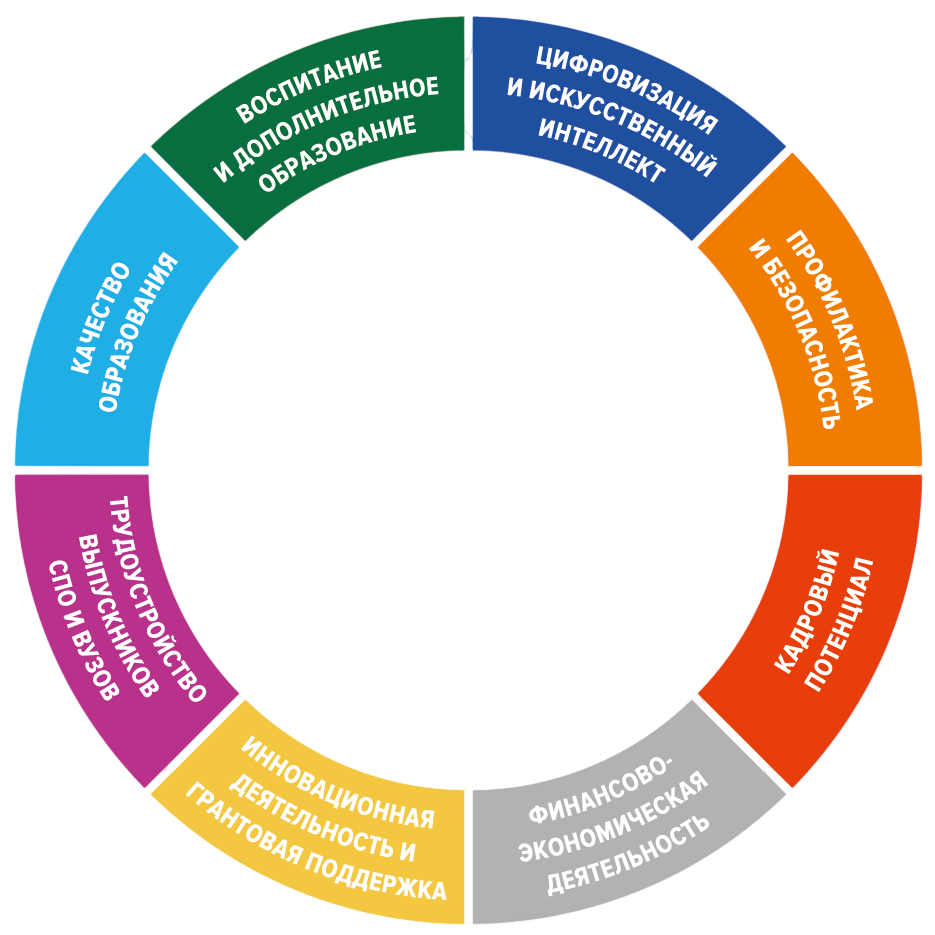 ВОСПИТАНИЕ
И ДОПОЛНИТЕЛЬНОЕ
ОБРАЗОВАНИЕ
ЦИФРОВИЗАЦИЯ
И ИСКУССТВЕННЫЙ
ИНТЕЛЛЕКТ
ПРОФИЛАКТИКА
И БЕЗОПАСНОСТЬ
КАДРОВЫЙ
ПОТЕНЦИАЛ
ФИНАНСОВО-
ЭКОНОМИЧЕСКАЯ
ДЕЯТЕЛЬНОСТЬ
ИННОВАЦИОННАЯ
ДЕЯТЕЛЬНОСТЬ И
ГРАНТОВАЯ ПОДДЕРЖКА
ТРУДОУСТРОЙСТВО
ВЫПУСКНИКОВ
СПО И ВУЗОВ
КАЧЕСТВО
ОБРАЗОВАНИЯ